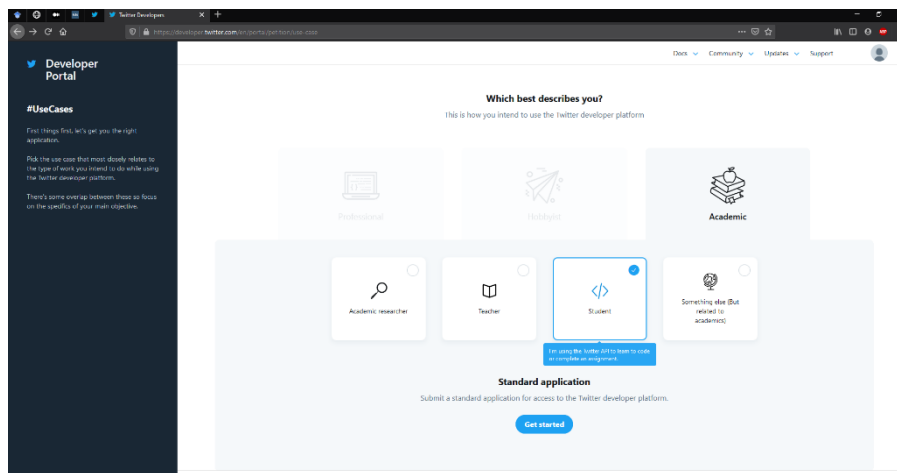 Twitter Developers
https://developer.twitter.com/en/portal/petition/use-case
Developer
Portal
Docs
Community
Updates
Support
#UseCases
First things first, let's get you the right
application.
Pick the use case that most closely relates to
the type of work you intend to do while using
the Twitter developer platform.
There's some overlap between these so focus
on the specifics of your main objective.
Which best describes you?
This is how you intend to use the Twitter developer platform
Professional
Hobbyist
Academic
Academic researcher
Teacher
Student
Something else (But
related to
academics)
I'm using the Twitter API to learn to code
or complete an assignment.
Standard application
Submit a standard application for access to the Twitter developer platform.
Get started